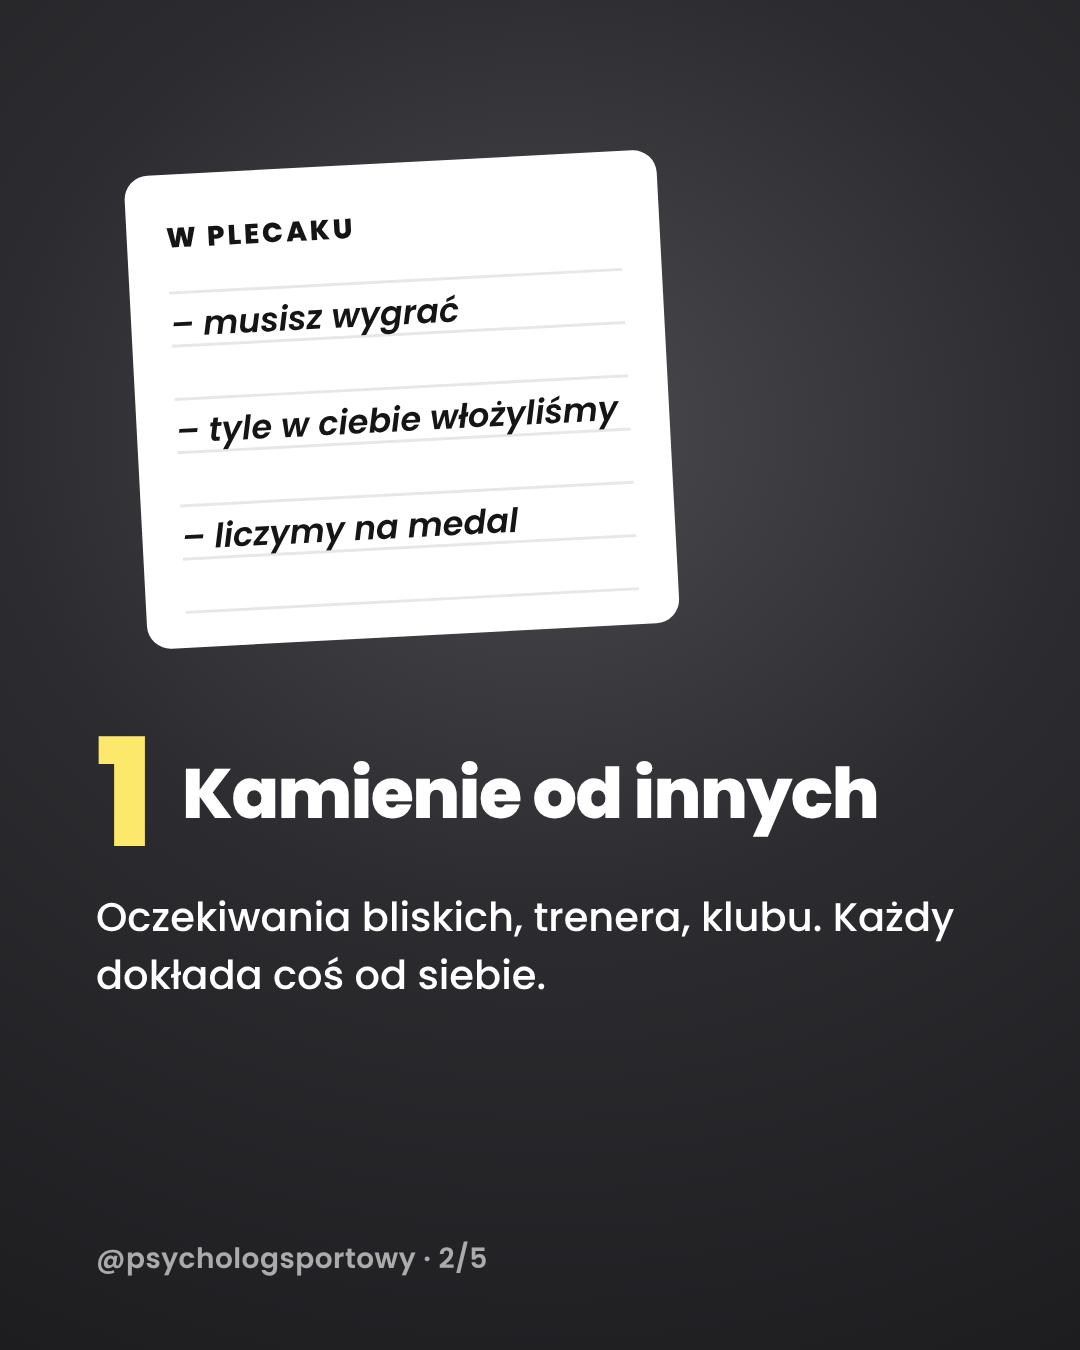 W PLECAKU
– musisz wygrać
– tyle w ciebie włożyliśmy
– liczymy na medal
1 Kamienie od innych
Oczekiwania bliskich, trenera, klubu. Każdy
dokłada coś od siebie.
@psychologsportowy · 2/5